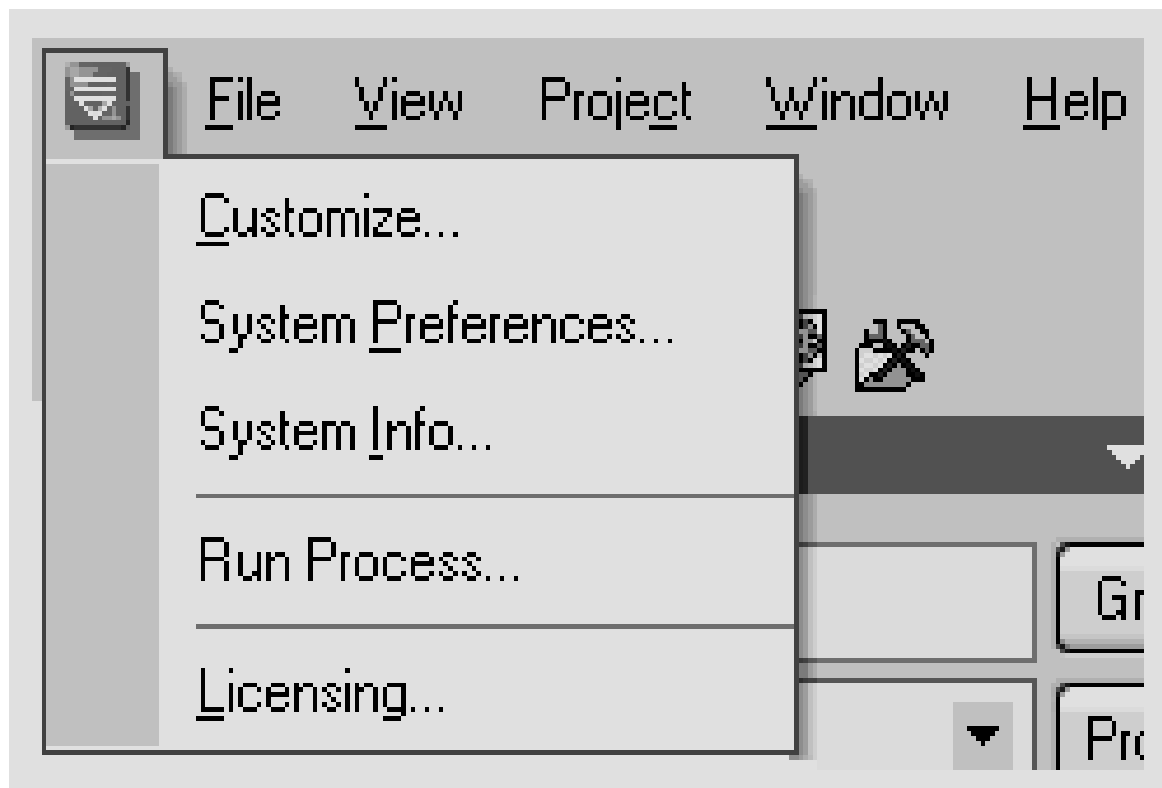 File View Project Window Help
Customize...
System Preferences...
System Info...
Run Process...
Licensing...